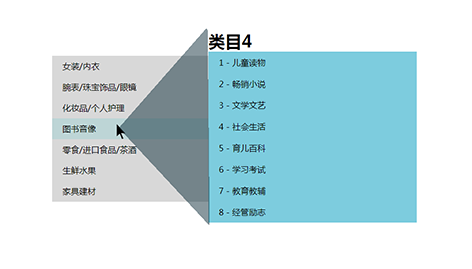 女装/内衣
腕表/珠宝饰品/眼镜
化妆品/个人护理
图书音像
零食/进口食品/茶酒
生鲜水果
家具建材
类目4
1 - 儿童读物
2 - 畅销小说
3 - 文学文艺
4 - 社会生活
5 - 育儿百科
6 - 学习考试
7 - 教育教辅
8 - 经管励志